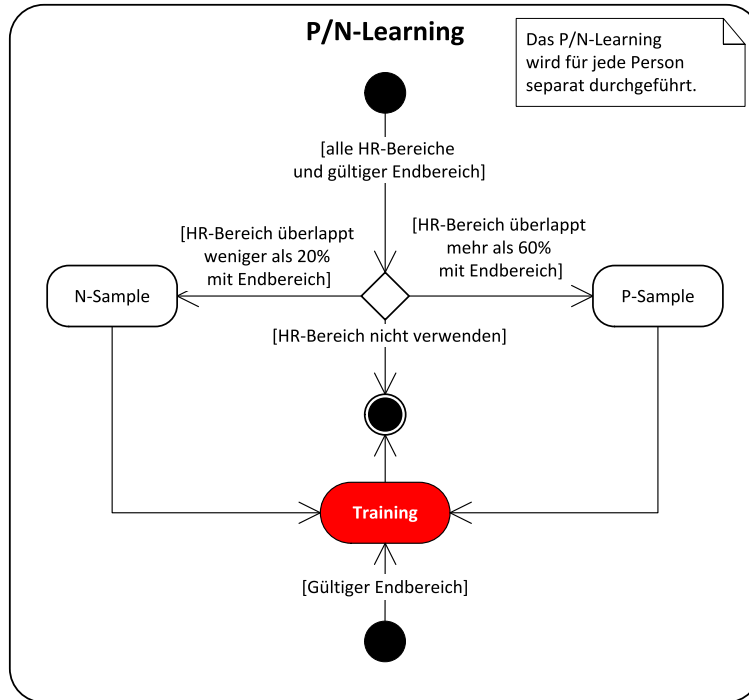 P/N-Learning
Das P/N-Learning
wird für jede Person
separat durchgeführt.
[alle HR-Bereiche
und gültiger Endbereich]
[HR-Bereich überlappt
weniger als 20%
mit Endbereich]
[HR-Bereich überlappt
mehr als 60%
mit Endbereich]
N-Sample
P-Sample
[HR-Bereich nicht verwenden]
Training
[Gültiger Endbereich]